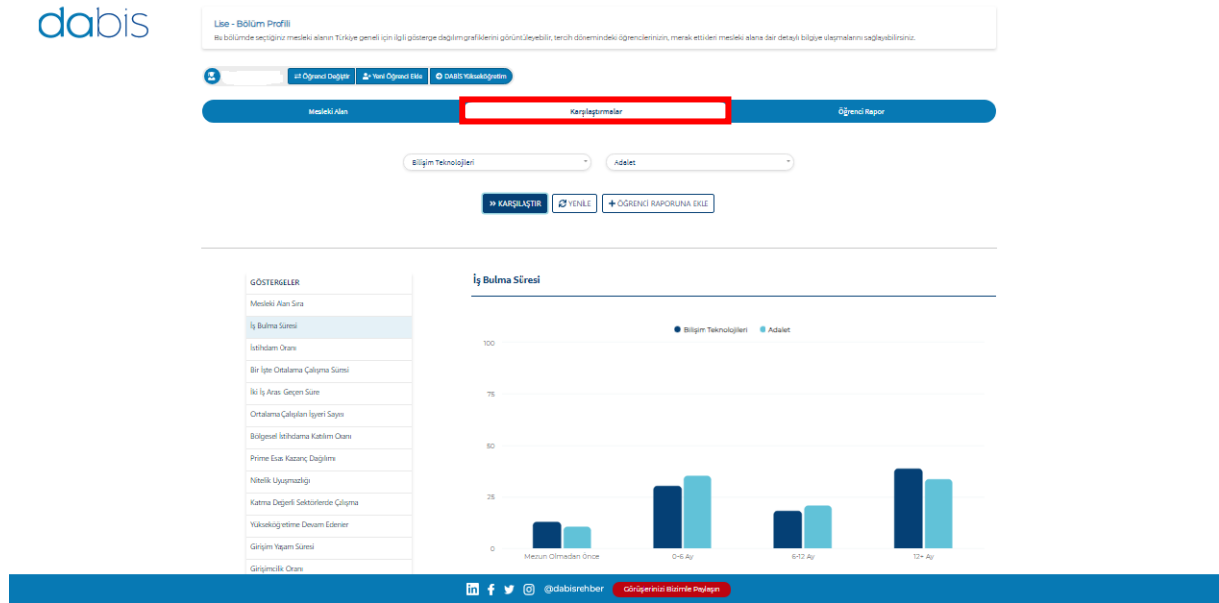 dabis
Lise - Bölüm Profili
Bu bölümde seçtiğiniz mesleki alanın Türkiye geneli için ilgili gösterge dağılım grafiklerini görüntüleyebilir, tercih dönemindeki öğrencilerinizin, merak ettikleri mesleki alana dair detaylı bilgiye ulaşmalarını sağlayabilirsiniz.
Öğrenci Değiştir
Yeni Öğrenci Ekle
DABİS Yükseköğretim
Mesleki Alan
Karşılaştırmalar
Öğrenci Rapor
Bilişim Teknolojileri
Adalet
KARŞILAŞTIR
YENİLE
ÖĞRENCİ RAPORUNA EKLE
GÖSTERGELER
Mesleki Alan Sıra
İş Bulma Süresi
İstihdam Oranı
Bir İşte Ortalama Çalışma Süresi
İki İş Arası Geçen Süre
Ortalama Çalışılan İşyeri Sayısı
Bölgesel İstihdama Katılım Oranı
Prime Esas Kazanç Dağılımı
Nitelik Uyuşmazlığı
Katma Değerli Sektörlerde Çalışma
Yükseköğretime Devam Edenler
Girişim Yaşam Süresi
Girişimcilik Oranı
İş Bulma Süresi
Bilişim Teknolojileri
Adalet
100
75
50
25
0
Mezun Olmadan Önce
0-6 Ay
6-12 Ay
12+ Ay
@dabisrehber
Görüşerinizi Bizimle Paylaşın